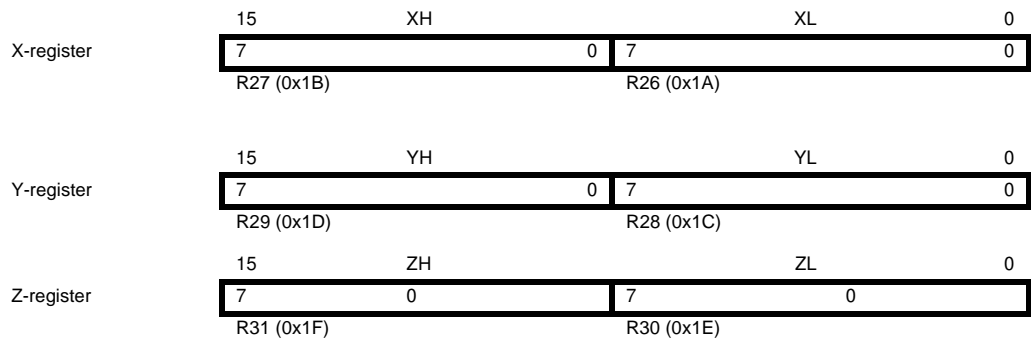 15 XH XL 0
X-register 7 0 7 0
R27 (0x1B) R26 (0x1A)
15 YH YL 0
Y-register 7 0 7 0
R29 (0x1D) R28 (0x1C)
15 ZH ZL 0
Z-register 7 0 7 0
R31 (0x1F) R30 (0x1E)